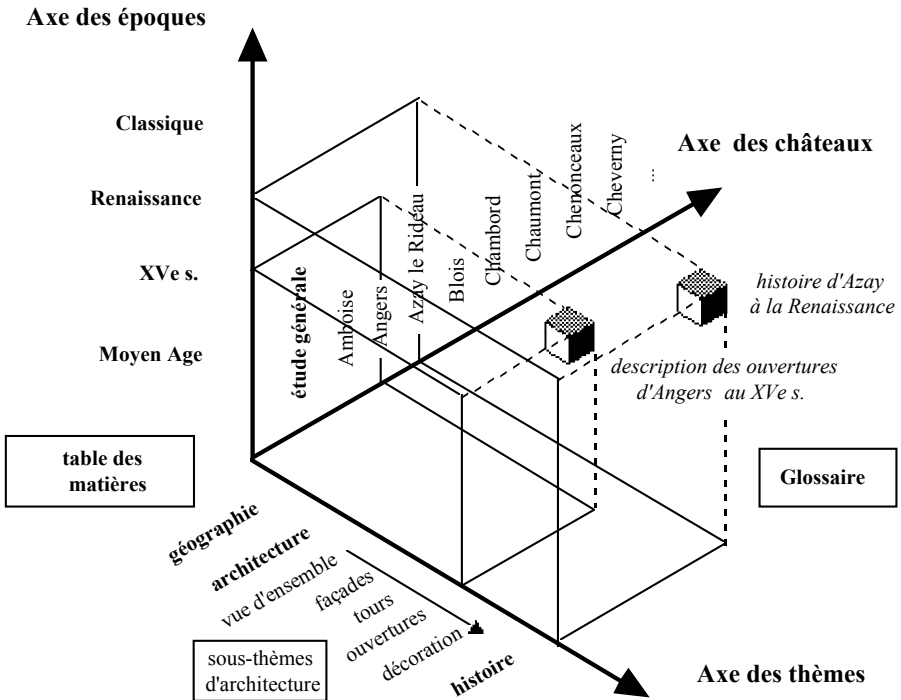 Axe des époques
Classique
Renaissance
XVe s.
Moyen Age
étude générale
Amboise
Angers
Azay le Rideau
Blois
Chambord
Chaumont
Chenonceaux
Cheverny
...
Axe des châteaux
histoire d'Azay
à la Renaissance
description des ouvertures
d'Angers au XVe s.
table des
matières
Glossaire
géographie
architecture
vue d'ensemble
façades
tours
ouvertures
décoration
histoire
sous-thèmes
d'architecture
Axe des thèmes